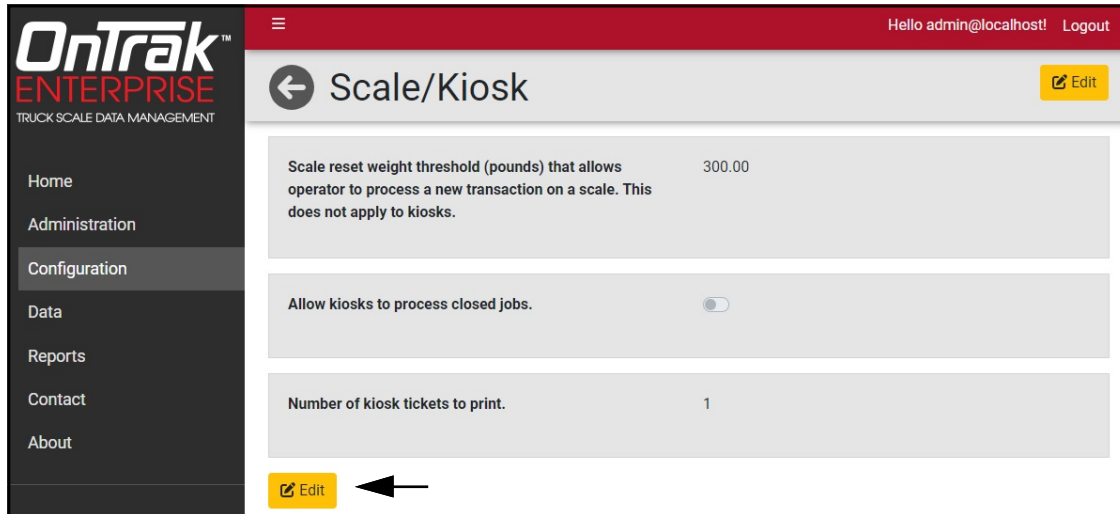 OnTrak™
ENTERPRISE
TRUCK SCALE DATA MANAGEMENT
Home
Administration
Configuration
Data
Reports
Contact
About
Hello admin@localhost! Logout
Scale/Kiosk
Edit
Scale reset weight threshold (pounds) that allows
operator to process a new transaction on a scale. This
does not apply to kiosks.
300.00
Allow kiosks to process closed jobs.
Number of kiosk tickets to print.
1
Edit